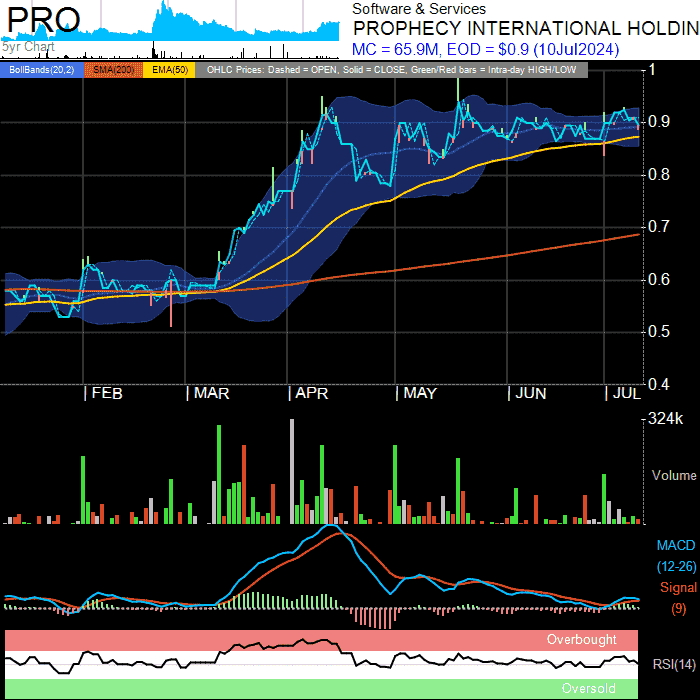 PRO
5yr Chart
Software & Services
PROPHECY INTERNATIONAL HOLDIN
MC = 65.9M, EOD = $0.9 (10Jul2024)
BollBands(20,2) SMA(200) EMA(50) OHLC Prices: Dashed = OPEN, Solid = CLOSE, Green/Red bars = Intra-day HIGH/LOW
1
0.9
0.8
0.7
0.6
0.5
0.4
| FEB | MAR | APR | MAY | JUN | JUL
324k
Volume
MACD
(12-26)
Signal
(9)
Overbought
RSI(14)
Oversold